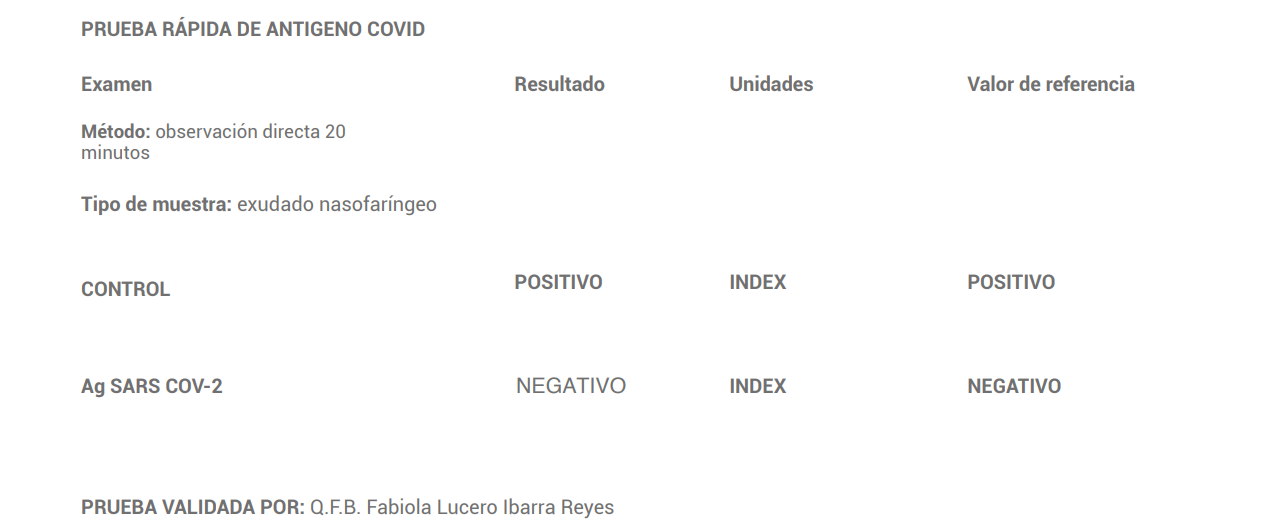 PRUEBA RÁPIDA DE ANTIGENO COVID
Examen Resultado Unidades Valor de referencia
Método: observación directa 20
minutos
Tipo de muestra: exudado nasofaríngeo
CONTROL POSITIVO INDEX POSITIVO
Ag SARS COV-2 NEGATIVO INDEX NEGATIVO
PRUEBA VALIDADA POR: Q.F.B. Fabiola Lucero Ibarra Reyes